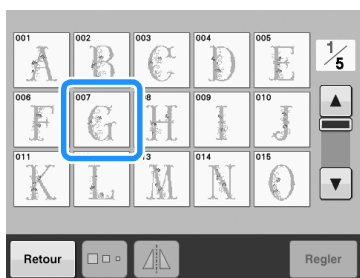 001 002 003 004 005
A B C D E
1/5
006 007 8 009 010
F G H I J
011 13 014 015
K L M N O
Retour Regler